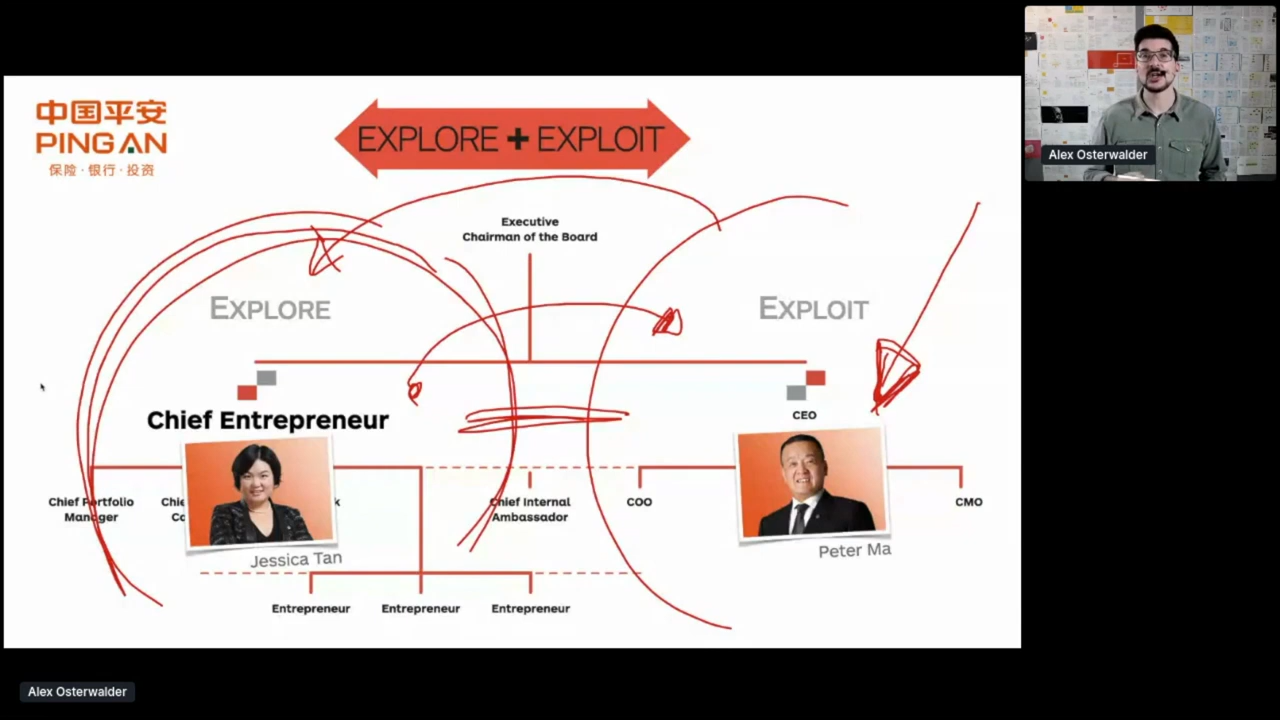 中国平安
PING AN
保险·银行·投资
EXPLORE + EXPLOIT
Executive
Chairman of the Board
EXPLORE
EXPLOIT
Chief Entrepreneur
CEO
Chief Portfolio
Manager
Chie
Co
k
Chief Internal
Ambassador
COO
CMO
Jessica Tan
Peter Ma
Entrepreneur
Entrepreneur
Entrepreneur
Alex Osterwalder
Alex Osterwalder